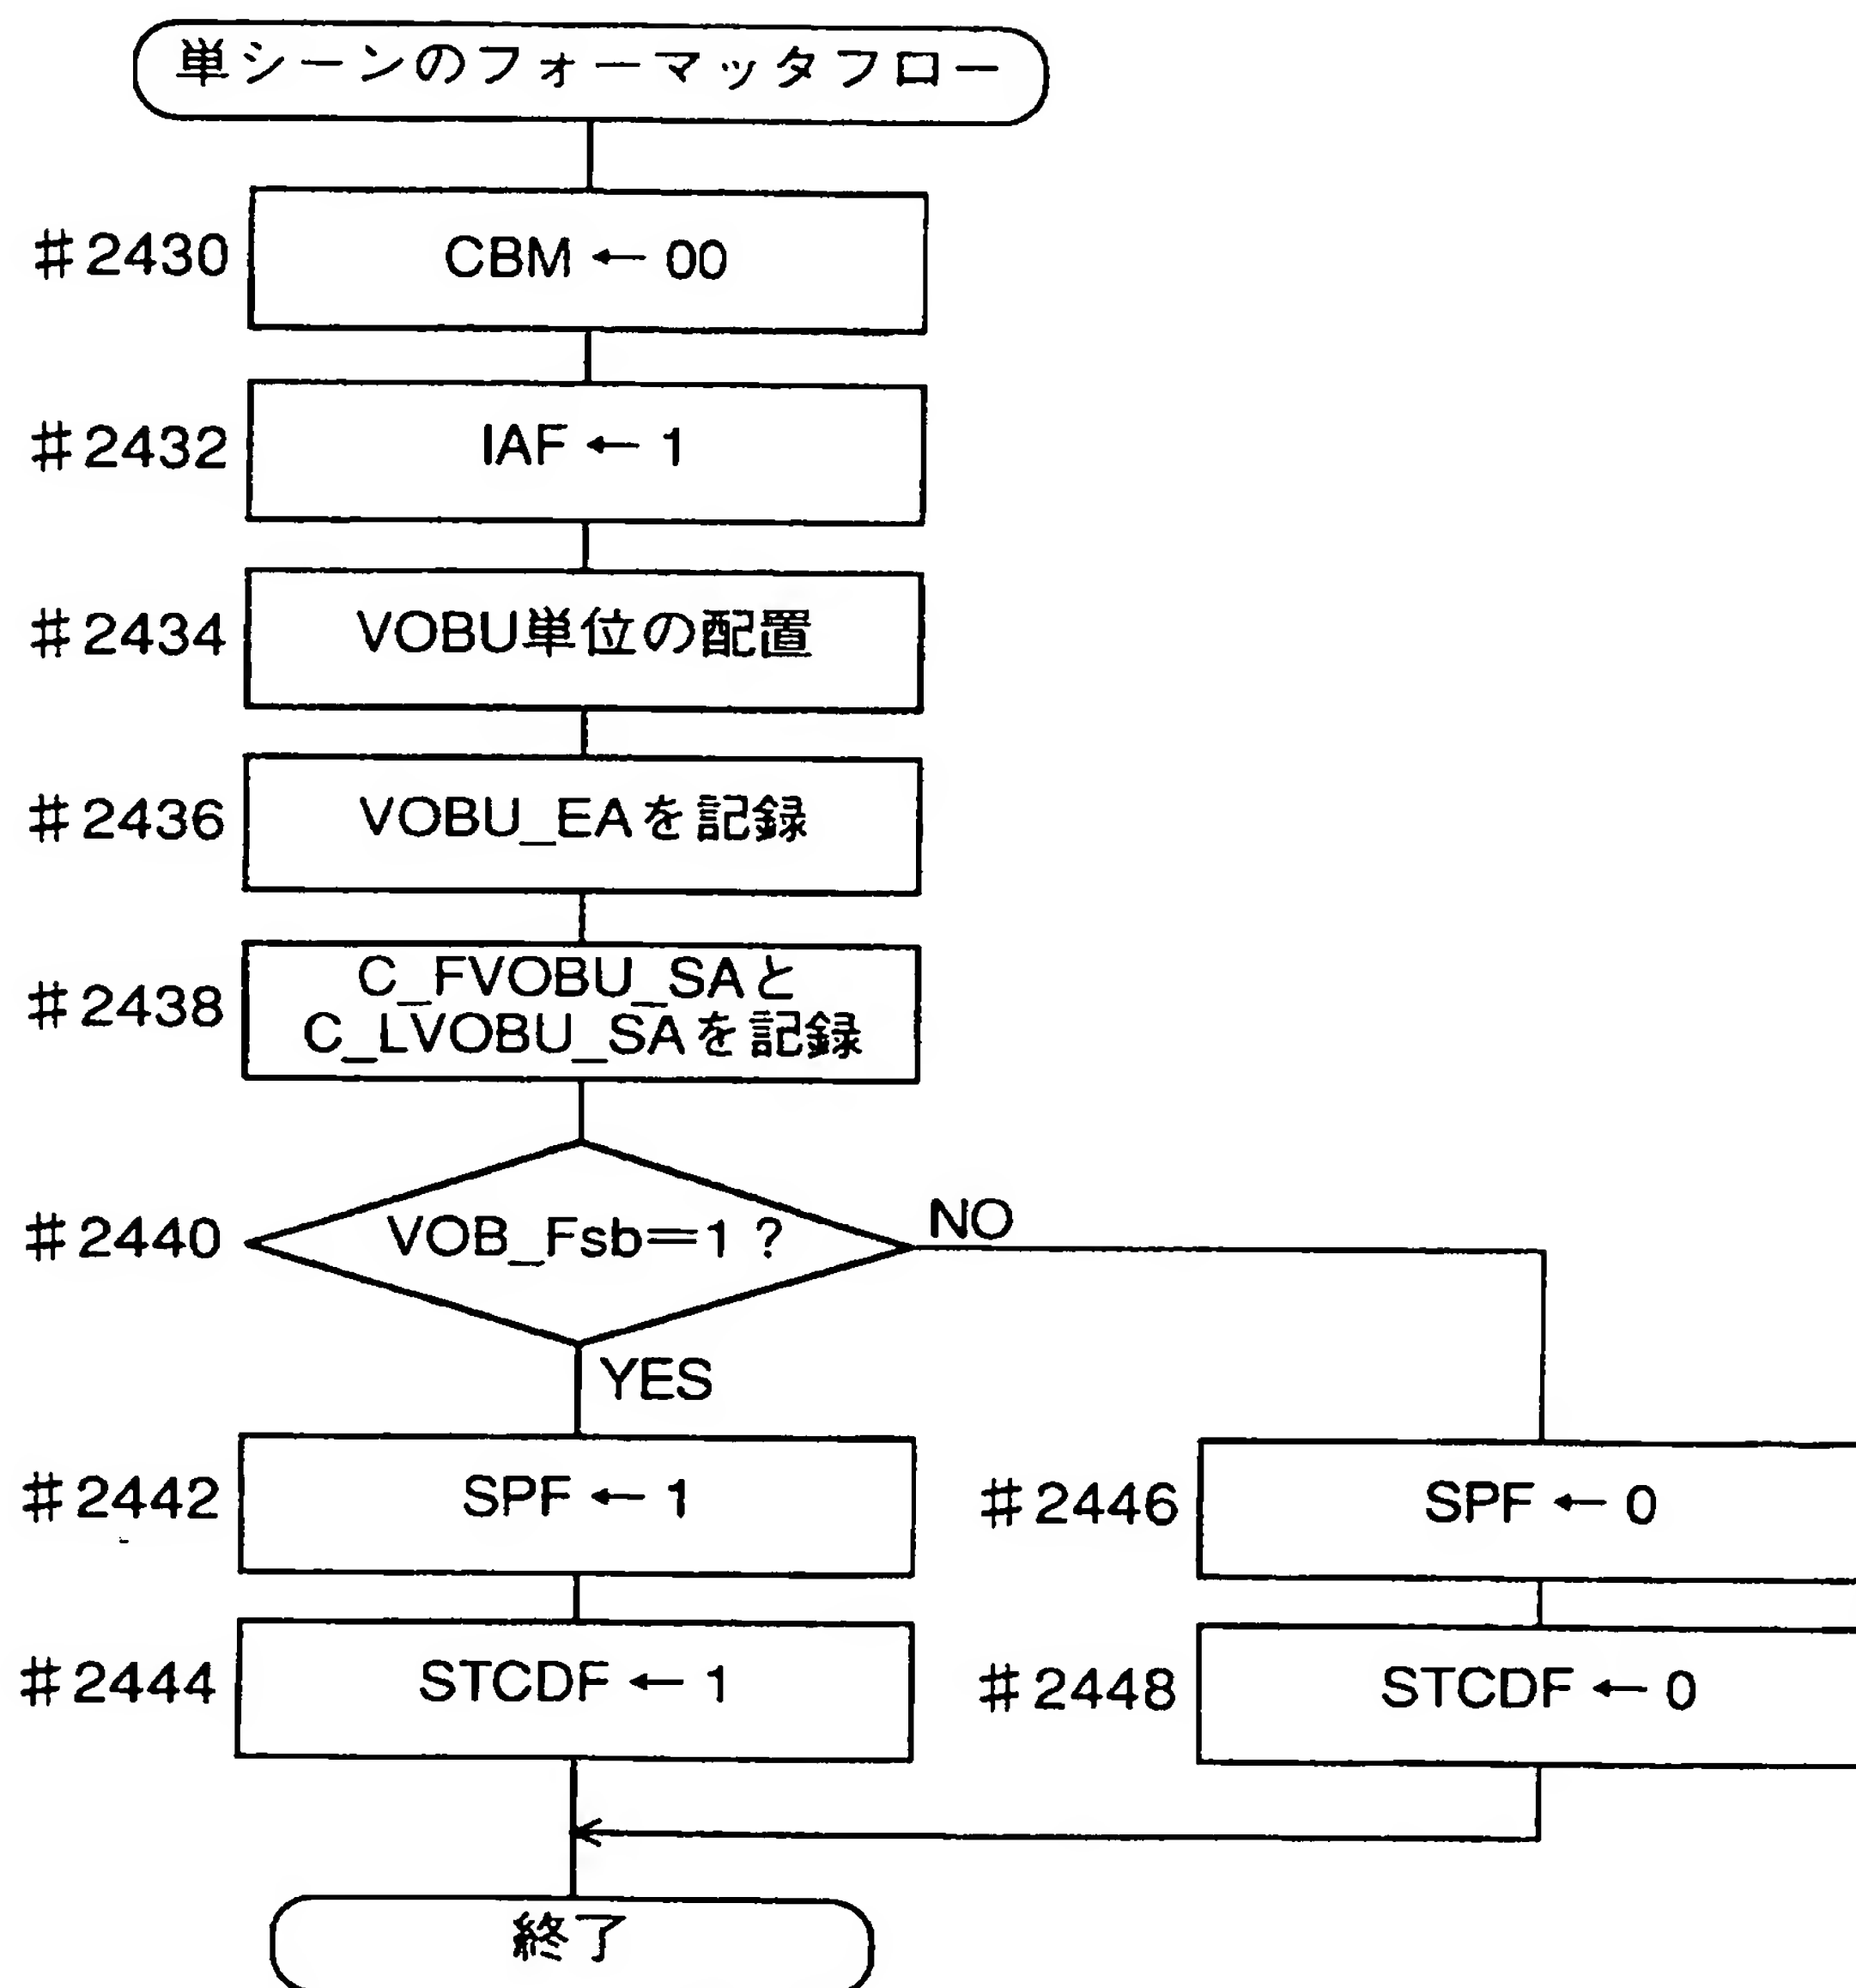 単シーンのフォーマッタフロー
#2430
CBM ← 00
#2432
IAF ← 1
#2434
VOBU単位の配置
#2436
VOBU_EAを記録
#2438
C_FVOBU_SAと
C_LVOBU_SAを記録
#2440
VOB_Fsb=1?
NO
YES
#2442
SPF ← 1
#2446
SPF ← 0
#2444
STCDF ← 1
#2448
STCDF ← 0
終了